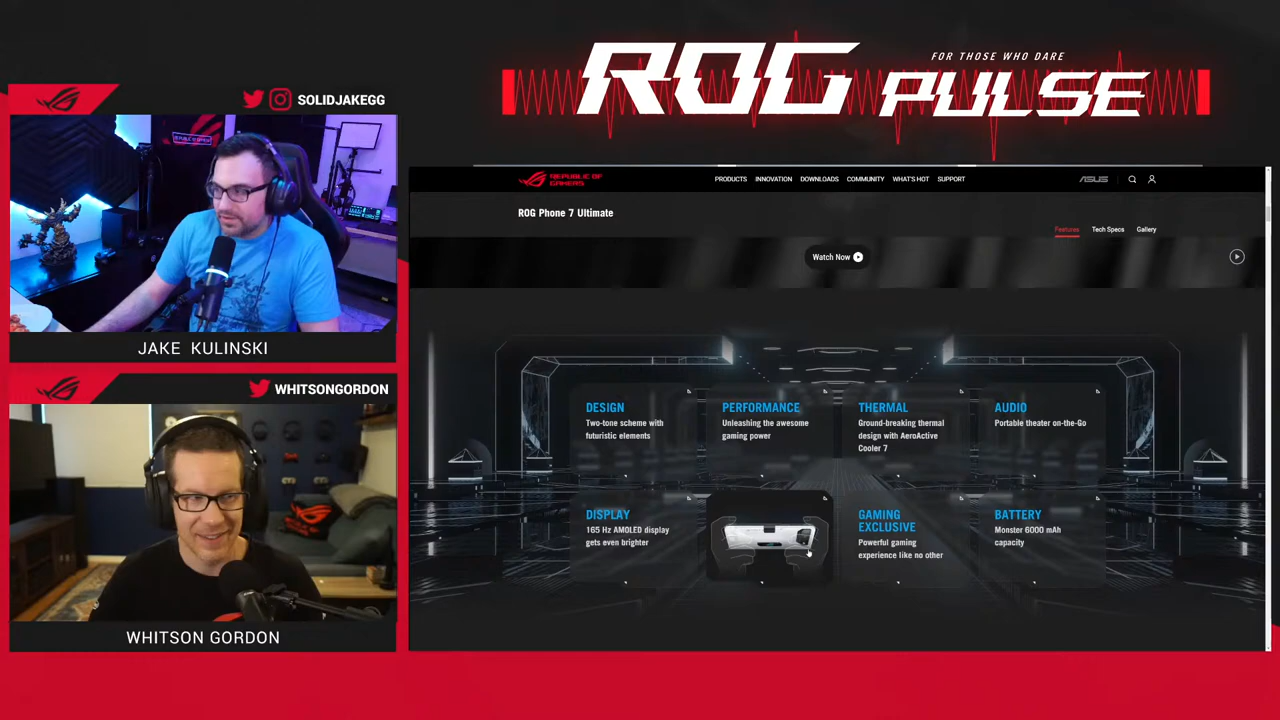 ROG PULSE
FOR THOSE WHO DARE
SOLIDJAKEGG
JAKE KULINSKI
WHITSONGORDON
WHITSON GORDON
REPUBLIC OF
GAMERS
PRODUCTS INNOVATION DOWNLOADS COMMUNITY WHAT'S HOT SUPPORT
ASUS
ROG Phone 7 Ultimate
Features Tech Specs Gallery
Watch Now
DESIGN
Two-tone scheme with
futuristic elements
PERFORMANCE
Unleashing the awesome
gaming power
THERMAL
Ground-breaking thermal
design with AeroActive
Cooler 7
AUDIO
Portable theater on-the-Go
DISPLAY
165 Hz AMOLED display
gets even brighter
GAMING
EXCLUSIVE
Powerful gaming
experience like no other
BATTERY
Monster 6000 mAh
capacity